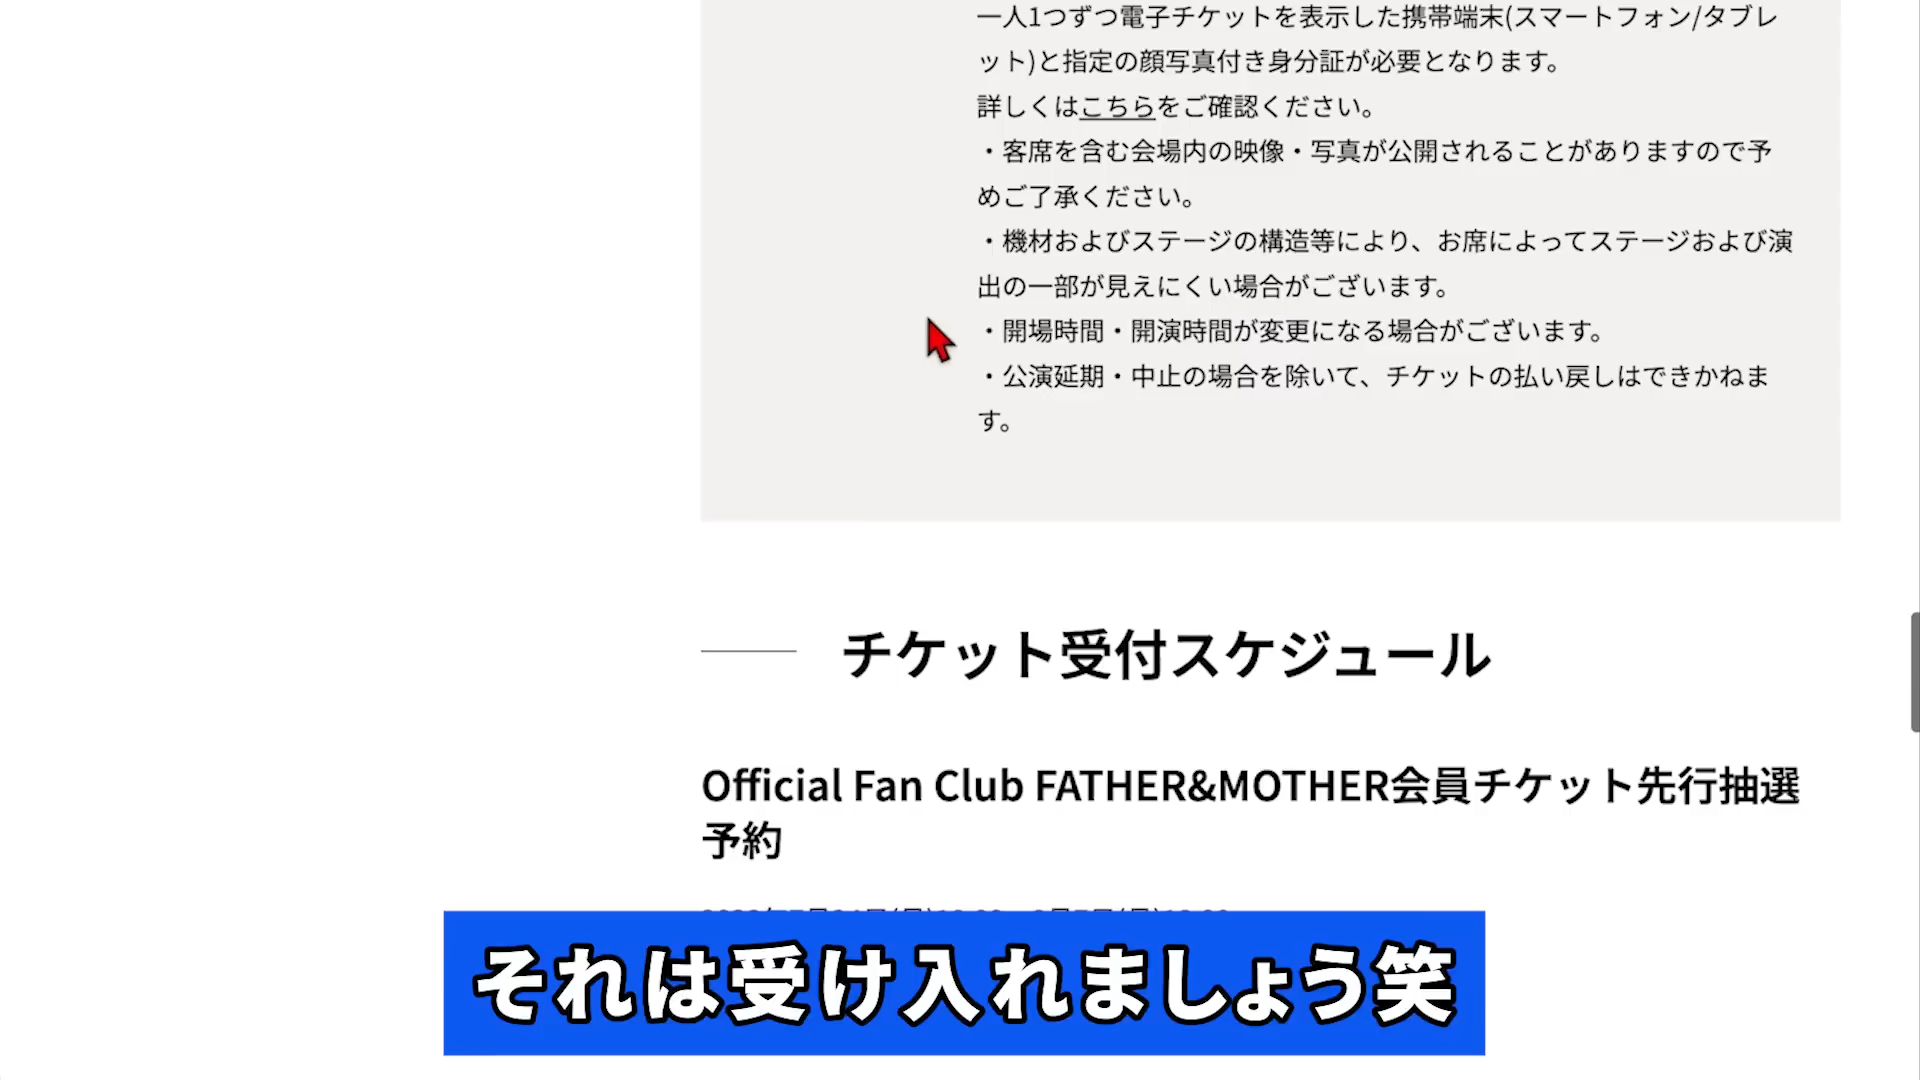 一人1つずつ電子チケットを表示した携帯端末(スマートフォン/タブレ
ット)と指定の顔写真付き身分証が必要となります。
詳しくはこちらをご確認ください。
・客席を含む会場内の映像・写真が公開されることがありますので予
めご了承ください。
・機材およびステージの構造等により、お席によってステージおよび演
出の一部が見えにくい場合がございます。
・開場時間・開演時間が変更になる場合がございます。
・公演延期・中止の場合を除いて、チケットの払い戻しはできかねま
す。
チケット受付スケジュール
Official Fan Club FATHER&MOTHER会員チケット先行抽選
予約
それは受け入れましょう笑